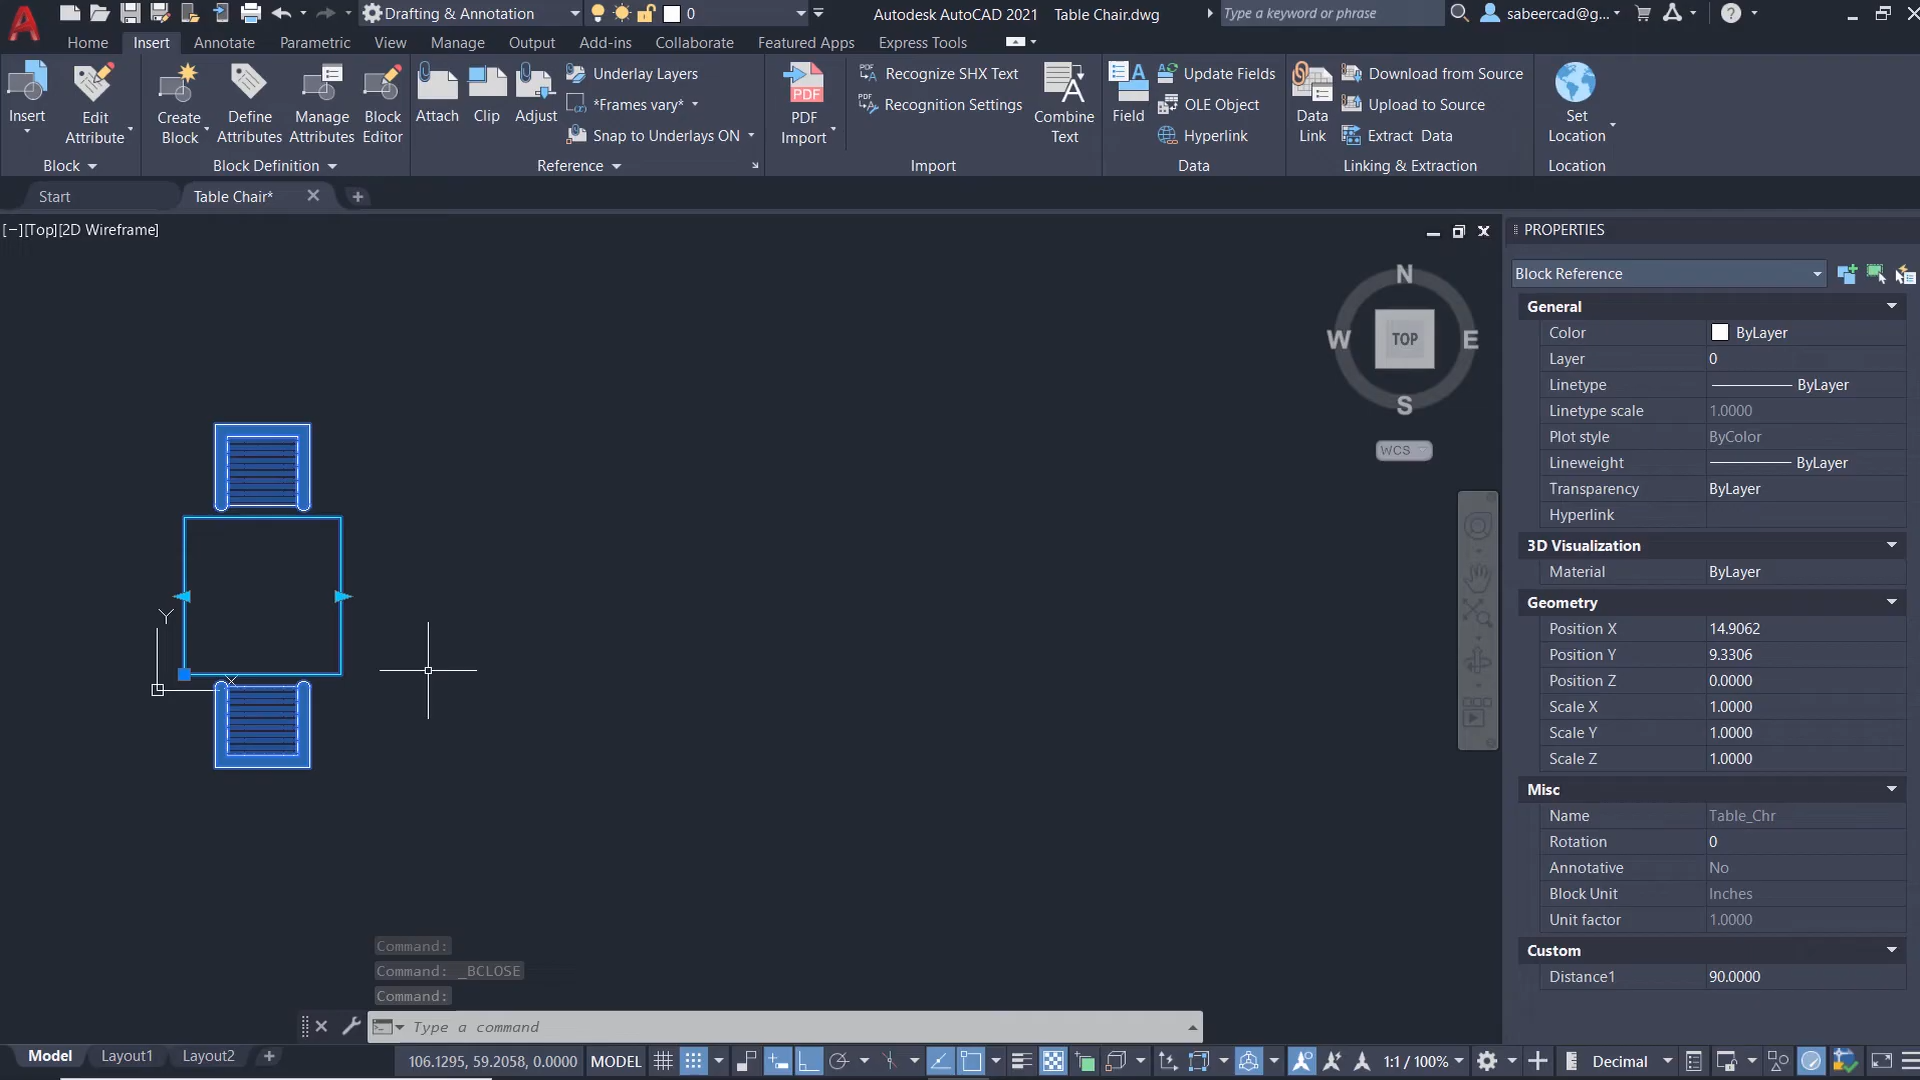 Drafting & Annotation
0
Autodesk AutoCAD 2021 Table Chair.dwg
Type a keyword or phrase
sabeercad@g...
Home Insert Annotate Parametric View Manage Output Add-ins Collaborate Featured Apps Express Tools
Insert
Edit Attribute
Block
Create Block
Define Attributes
Manage Attributes
Block Editor
Block Definition
Attach
Clip
Adjust
Underlay Layers
*Frames vary*
Snap to Underlays ON
Reference
PDF
PDF Import
Recognize SHX Text
Recognition Settings
Combine Text
Import
Field
Update Fields
OLE Object
Hyperlink
Data
Data Link
Download from Source
Upload to Source
Extract Data
Linking & Extraction
Set Location
Location
Start
Table Chair*
[−][Top][2D Wireframe]
N
W TOP E
S
WCS
Y
X
PROPERTIES
Block Reference
General
Color ByLayer
Layer 0
Linetype ByLayer
Linetype scale 1.0000
Plot style ByColor
Lineweight ByLayer
Transparency ByLayer
Hyperlink
3D Visualization
Material ByLayer
Geometry
Position X 14.9062
Position Y 9.3306
Position Z 0.0000
Scale X 1.0000
Scale Y 1.0000
Scale Z 1.0000
Misc
Name Table_Chr
Rotation 0
Annotative No
Block Unit Inches
Unit factor 1.0000
Custom
Distance1 90.0000
Command:
Command: _BCLOSE
Command:
Type a command
Model Layout1 Layout2
106.1295, 59.2058, 0.0000 MODEL 1:1 / 100% Decimal